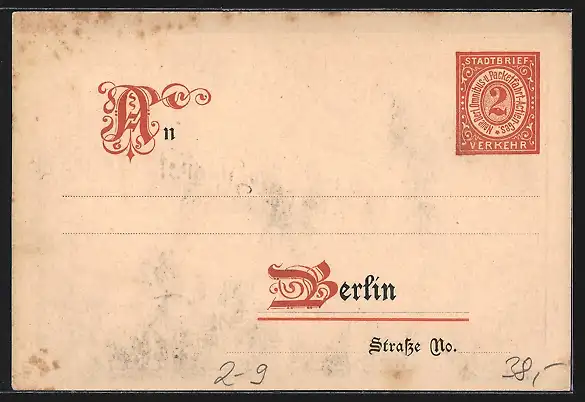 STADTBRIEF
Neue Berl. Omnibus u. Packetfahrt-Actien-Ges.
2
VERKEHR
An
Berlin
Straße No.
2-9
38,-